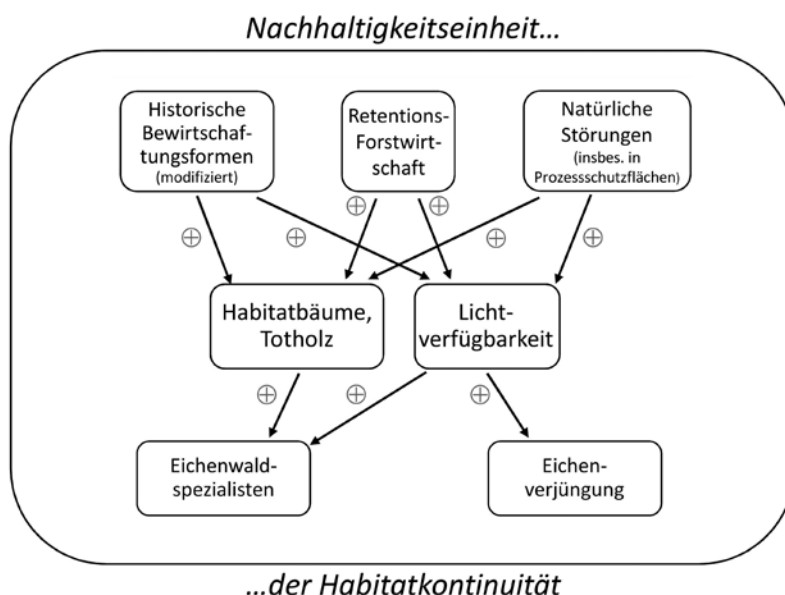 Nachhaltigkeitseinheit...
Historische
Bewirtschaf-
tungsformen
(modifiziert)
Retentions-
Forstwirt-
schaft
Natürliche
Störungen
(insbes. in
Prozessschutzflächen)
Habitatbäume,
Totholz
Licht-
verfügbarkeit
Eichenwald-
spezialisten
Eichen-
verjüngung
...der Habitatkontinuität